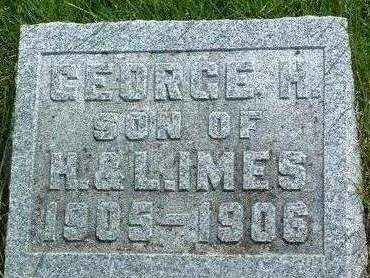 GEORGE H.
SON OF
H.& L. IMES
1905–1906